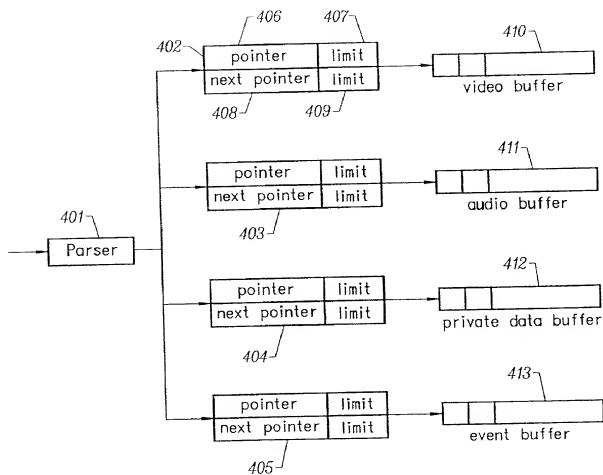 406 407 410
402 pointer limit
next pointer limit
video buffer
408 409
411
pointer limit
next pointer limit
audio buffer
401 403
Parser
412
pointer limit
next pointer limit
private data buffer
404
413
pointer limit
next pointer limit
event buffer
405